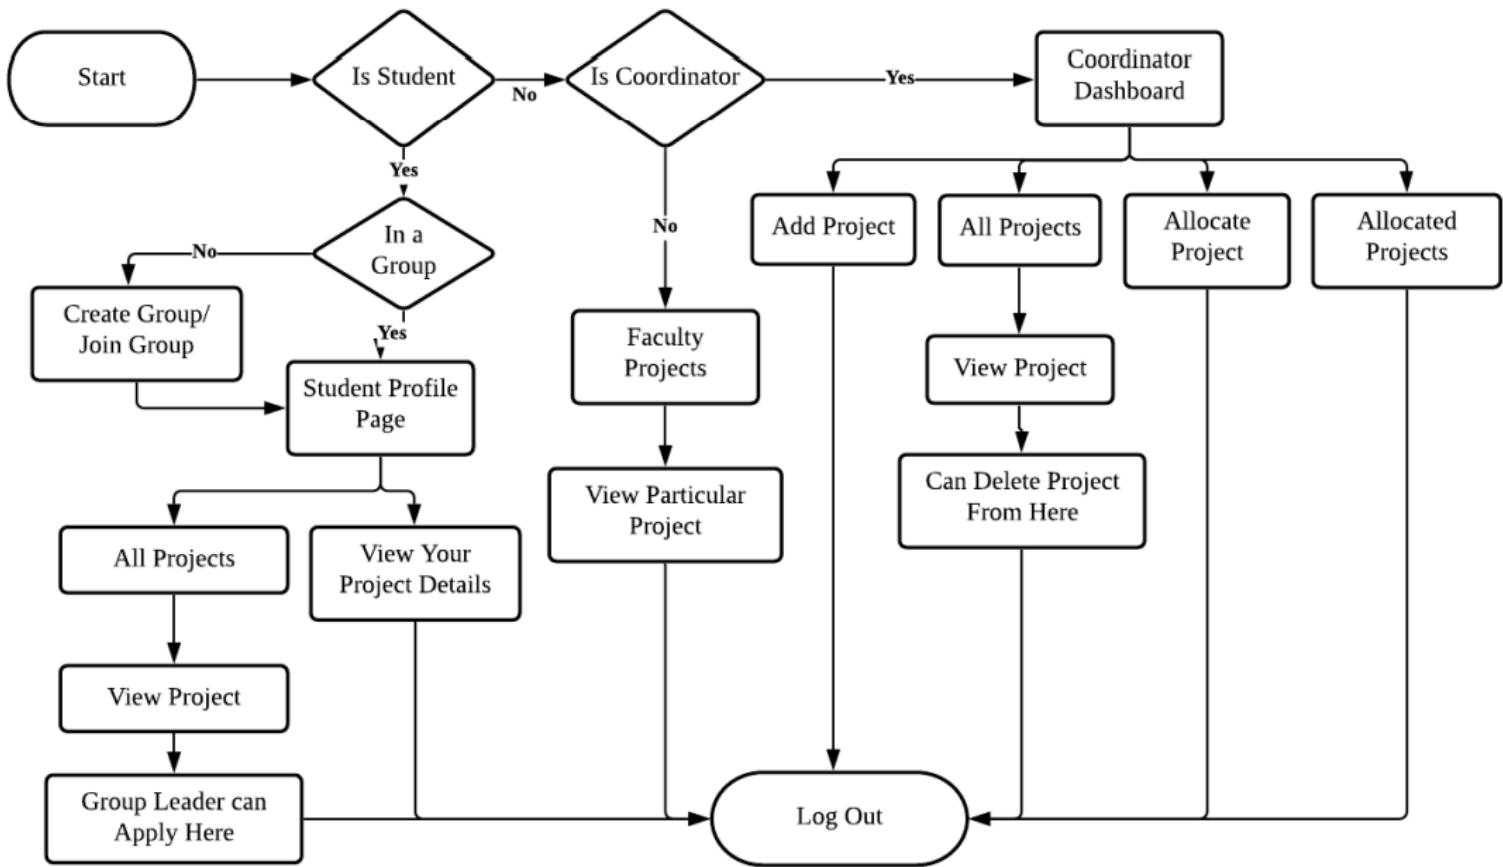 Start
Is Student
No
Is Coordinator
Yes
Coordinator
Dashboard
Yes
In a
Group
No
Create Group/
Join Group
Yes
Student Profile
Page
All Projects
View Your
Project Details
View Project
Group Leader can
Apply Here
No
Faculty
Projects
View Particular
Project
Add Project
All Projects
Allocate
Project
Allocated
Projects
View Project
Can Delete Project
From Here
Log Out